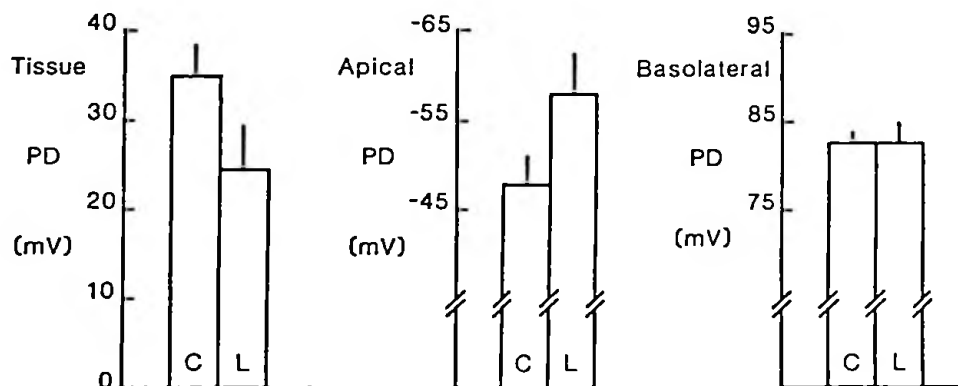 40
Tissue
30
PD
20
(mV)
10
0
C L
-65
Apical
-55
PD
-45
(mV)
C L
95
Basolateral
85
PD
75
(mV)
C L